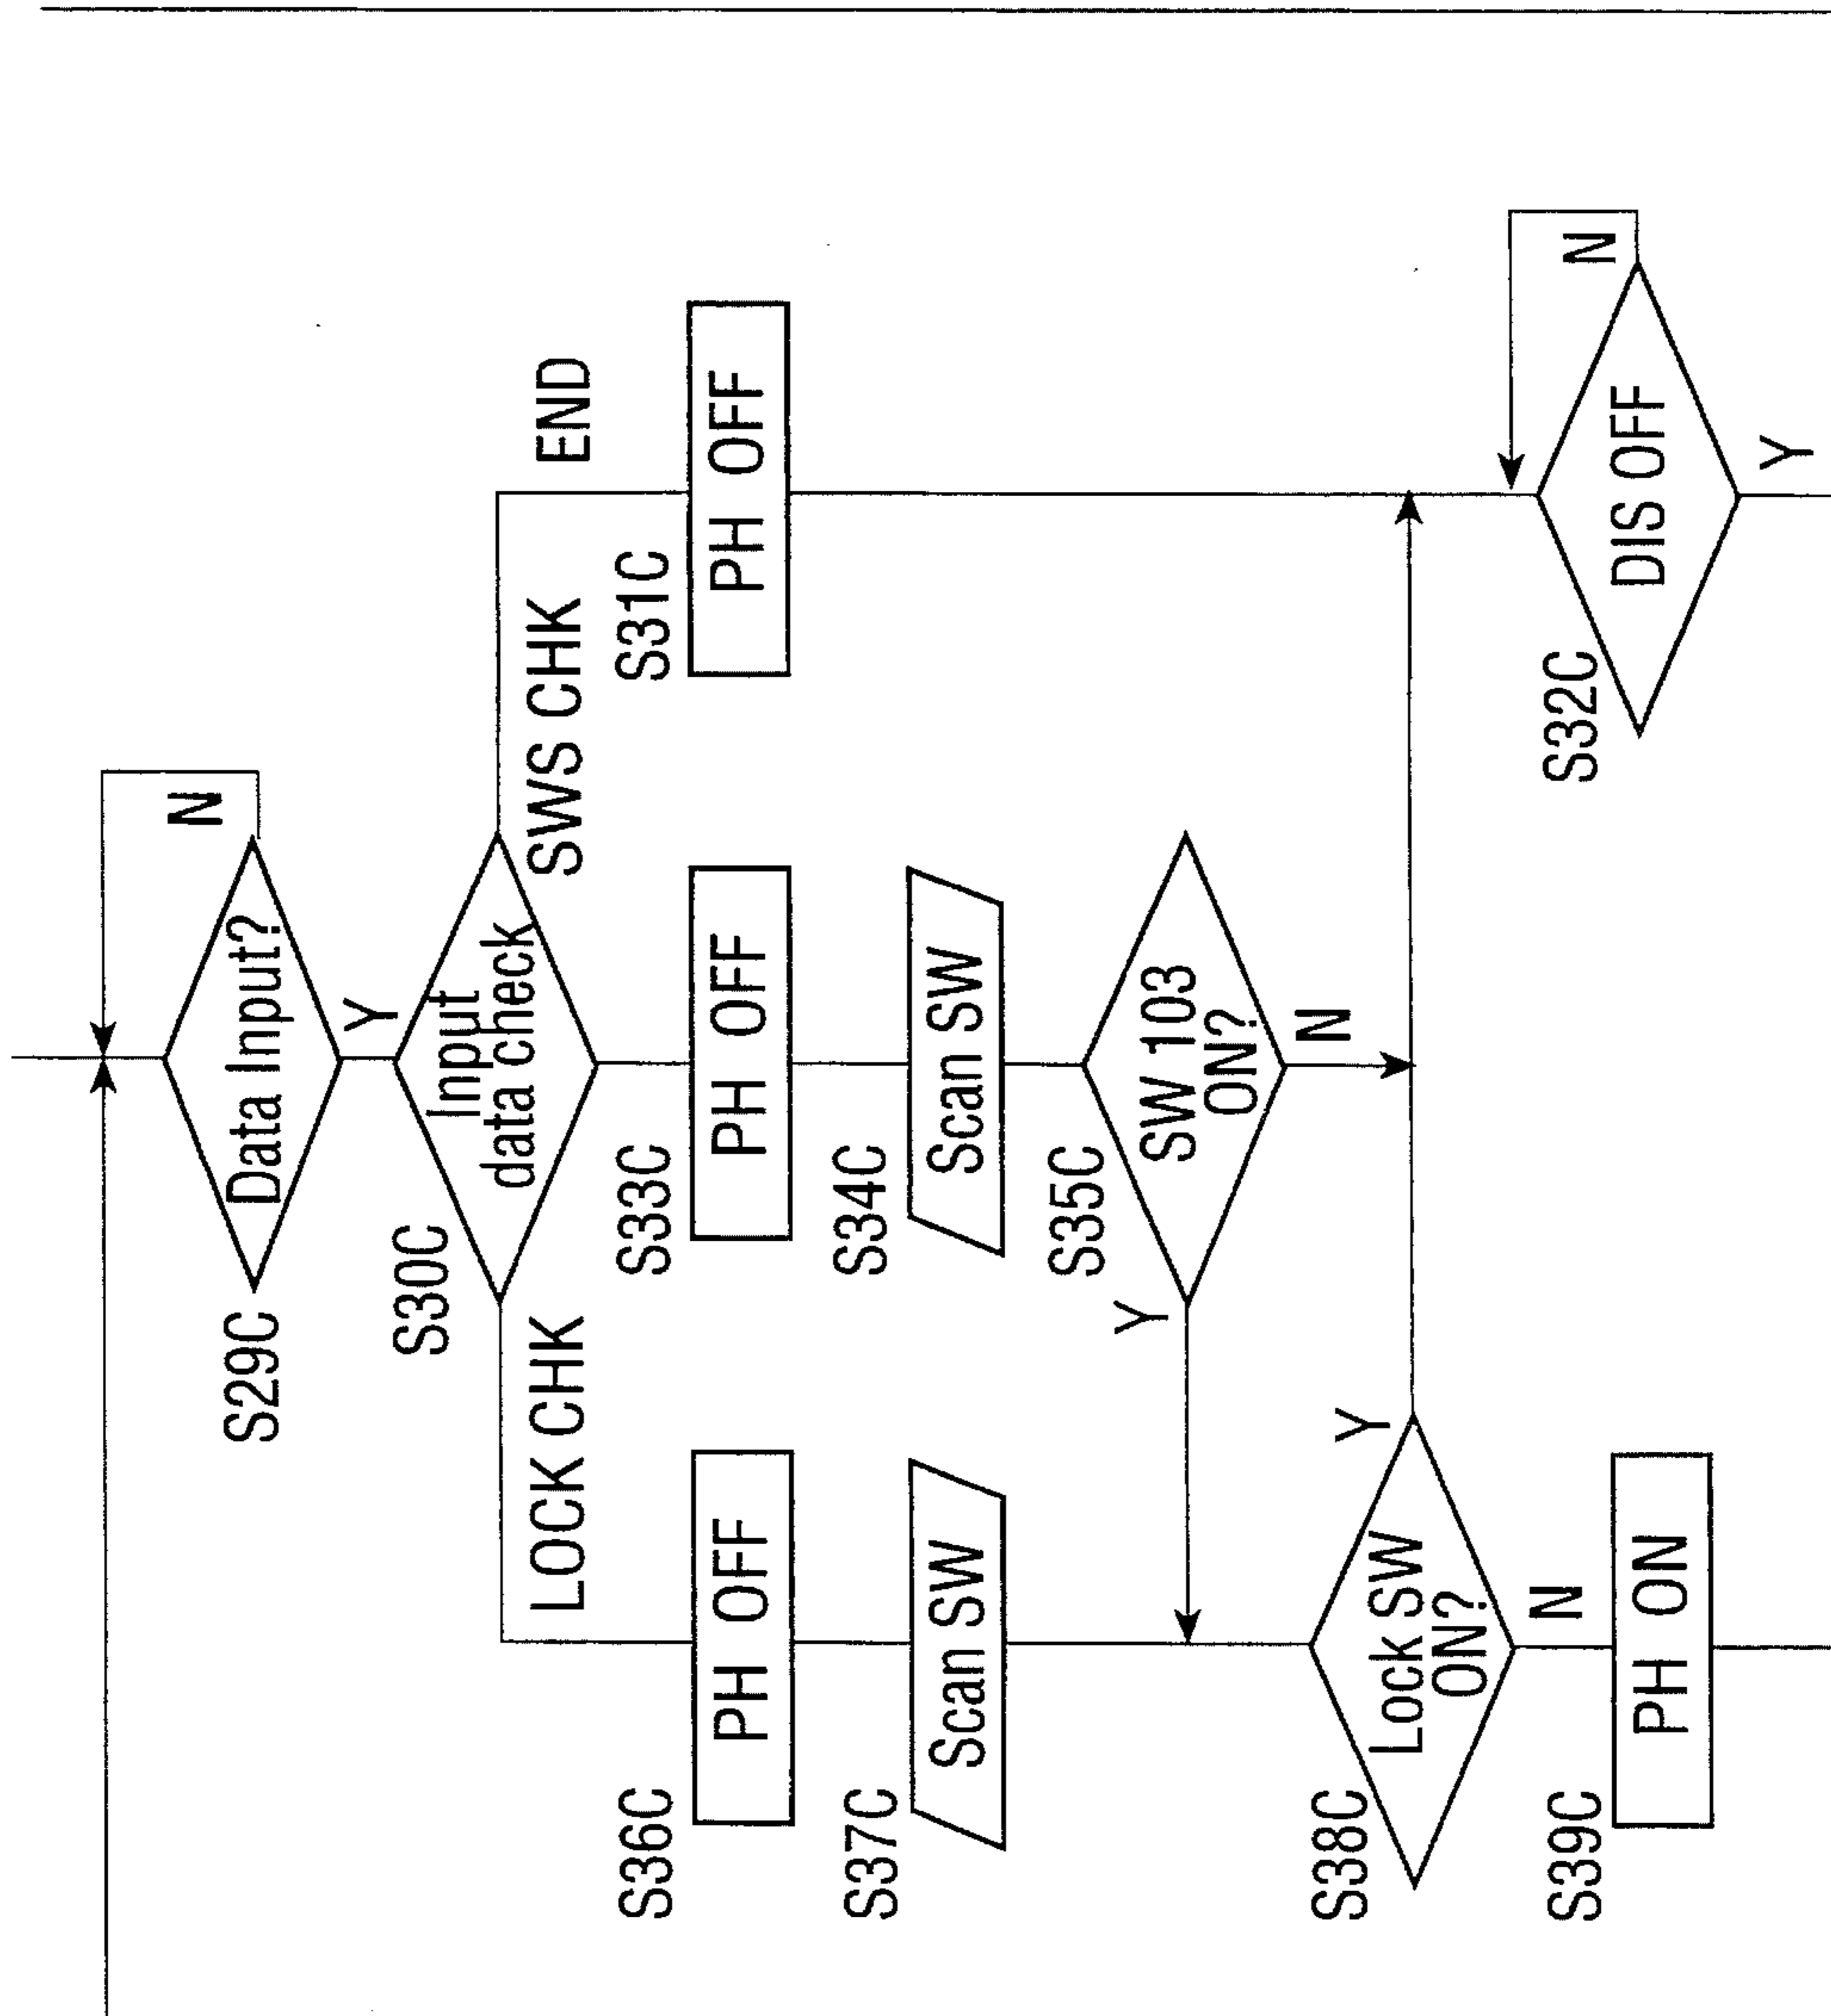 S29C
Data Input?
N
Y
S30C
Input
data check
LOCK CHK
SWS CHK
END
S36C
PH OFF
S33C
PH OFF
S31C
PH OFF
S37C
Scan SW
S34C
Scan SW
S35C
SW 103
ON?
Y
N
S38C
Lock SW
ON?
Y
N
S32C
DIS OFF
N
Y
S39C
PH ON